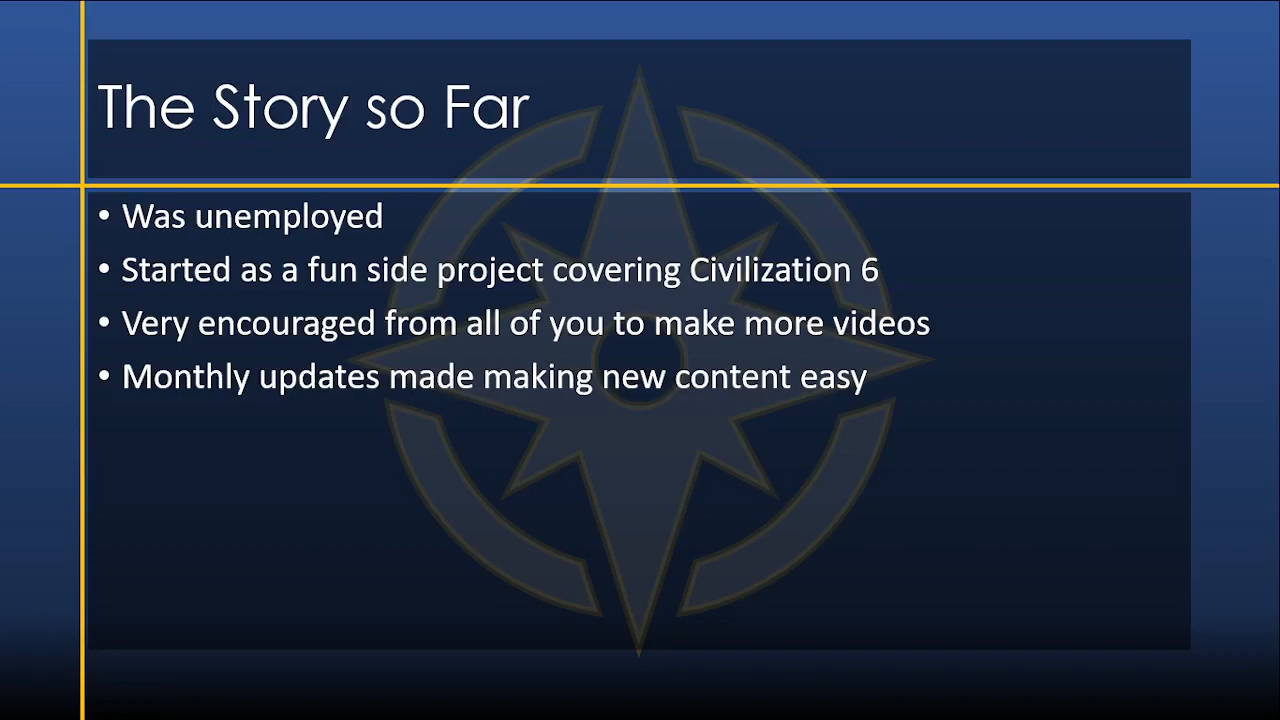 The Story so Far
• Was unemployed
• Started as a fun side project covering Civilization 6
• Very encouraged from all of you to make more videos
• Monthly updates made making new content easy